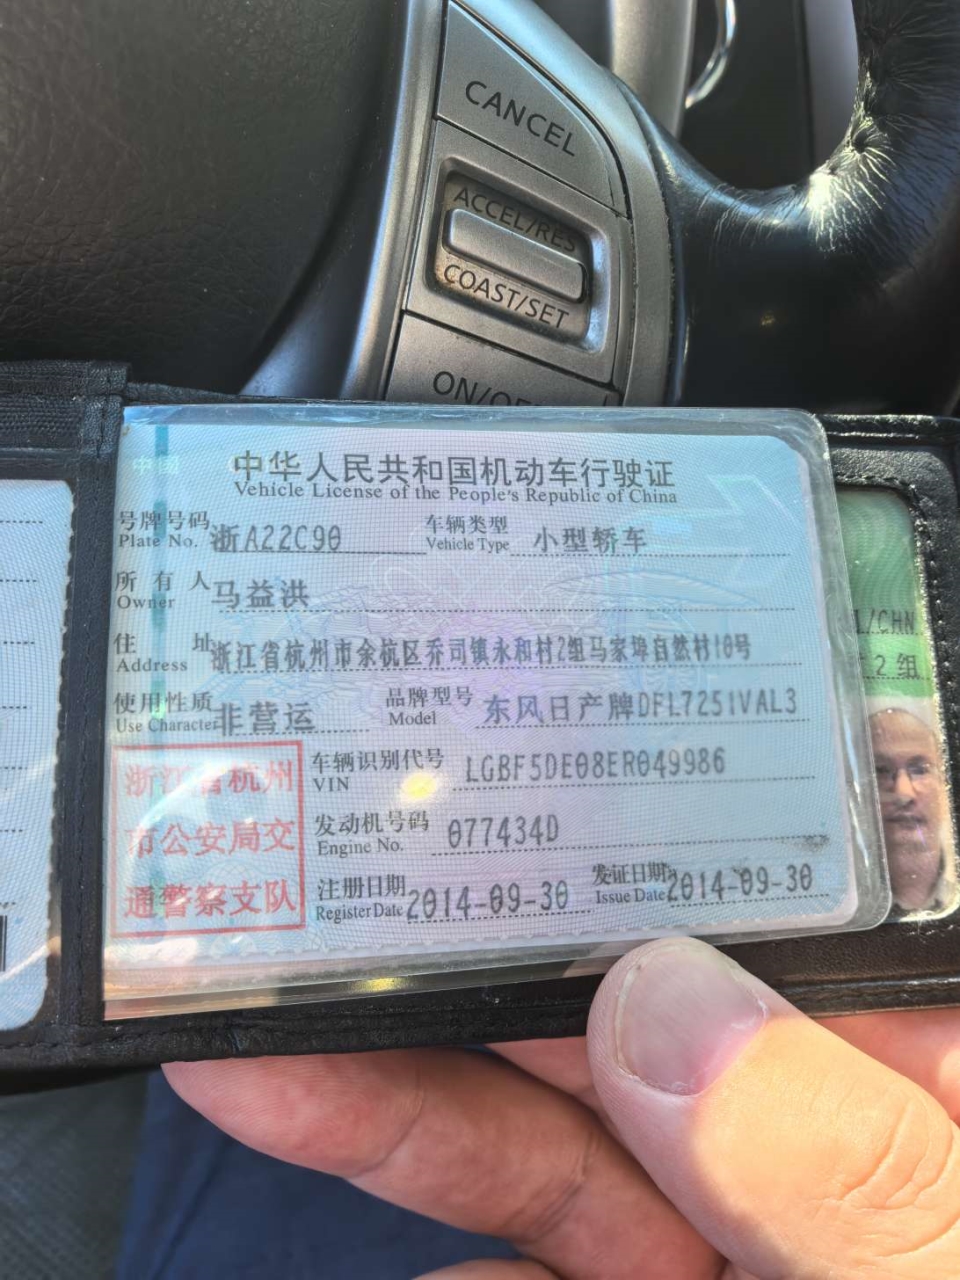 CANCEL
ACCEL/RES
COAST/SET
中国
中华人民共和国机动车行驶证
Vehicle License of the People's Republic of China
号牌号码 浙A22C90 车辆类型 小型轿车
Plate No. Vehicle Type
所有人 马益洪
Owner
住址 浙江省杭州市余杭区乔司镇永和村2组马家埠自然村10号
Address
使用性质 非营运 品牌型号 东风日产牌DFL7251VAL3
Use Character Model
浙江省杭州
市公安局交
通警察支队
车辆识别代号 LGBF5DE08ER049986
VIN
发动机号码 077434D
Engine No.
注册日期 2014-09-30 发证日期 2014-09-30
Register Date Issue Date
/CHN
2组